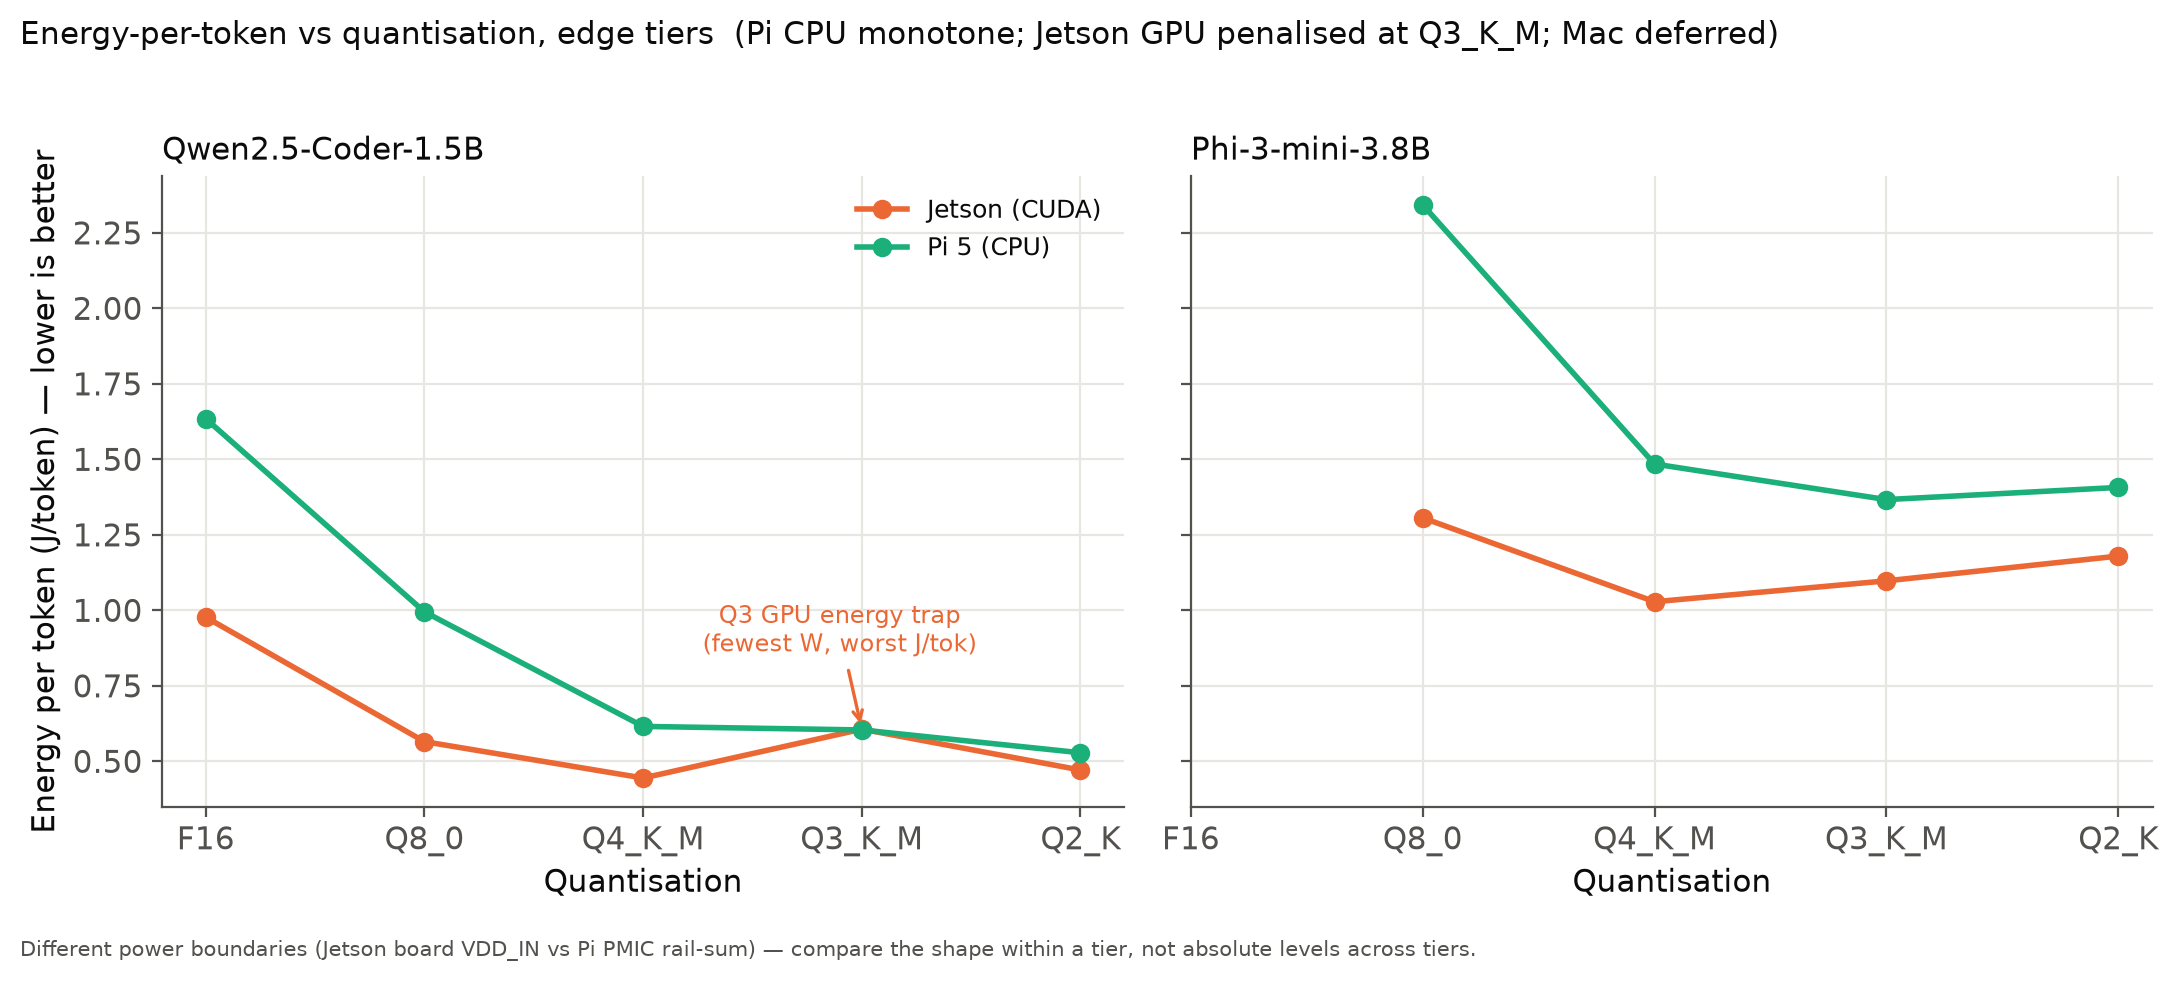 Energy-per-token vs quantisation, edge tiers  (Pi CPU monotone; Jetson GPU penalised at Q3_K_M; Mac deferred)
Qwen2.5-Coder-1.5B
Energy per token (J/token) — lower is better
2.25
2.00
1.75
1.50
1.25
1.00
0.75
0.50
Jetson (CUDA)
Pi 5 (CPU)
Q3 GPU energy trap
(fewest W, worst J/tok)
F16 Q8_0 Q4_K_M Q3_K_M Q2_K
Quantisation
Phi-3-mini-3.8B
F16 Q8_0 Q4_K_M Q3_K_M Q2_K
Quantisation
Different power boundaries (Jetson board VDD_IN vs Pi PMIC rail-sum) — compare the shape within a tier, not absolute levels across tiers.